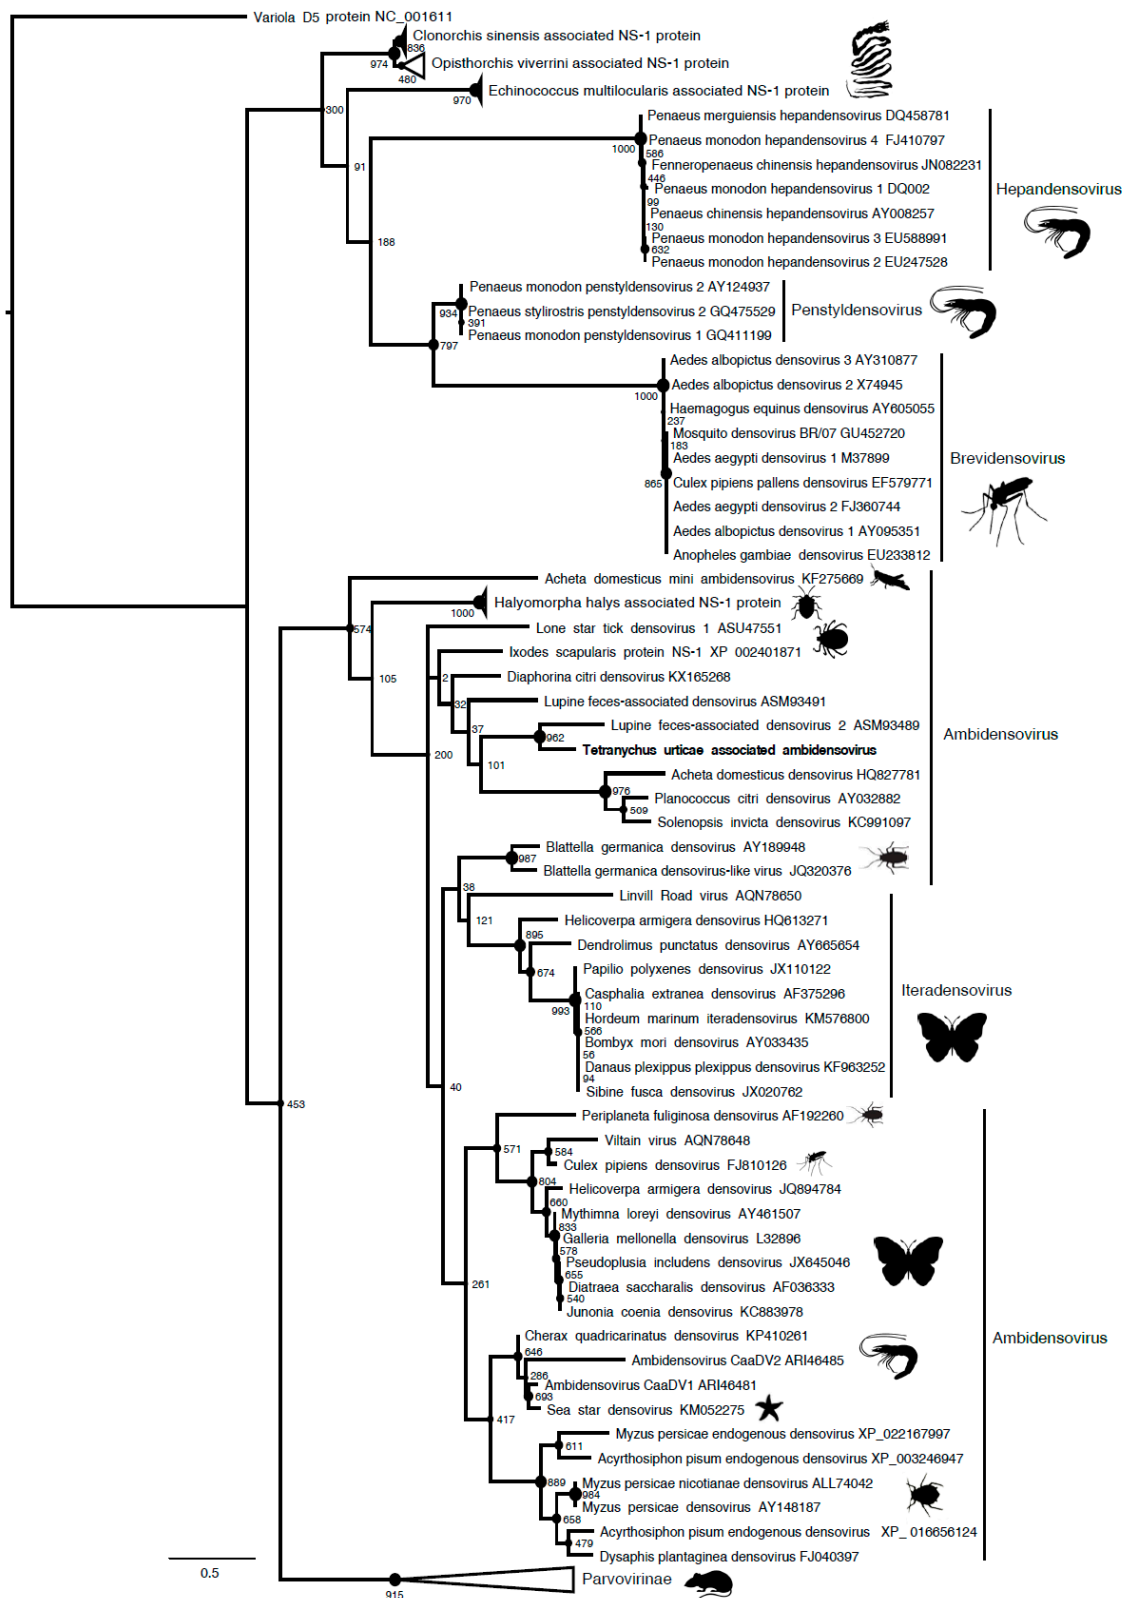 Variola D5 protein NC_001611
Clonorchis sinensis associated NS-1 protein
836
974
Opisthorchis viverrini associated NS-1 protein
480
Echinococcus multilocularis associated NS-1 protein
970
300
Penaeus merguiensis hepandensovirus DQ458781
Penaeus monodon hepandensovirus 4 FJ410797
1000
586
Fenneropenaeus chinensis hepandensovirus JN082231
91
446
Penaeus monodon hepandensovirus 1 DQ002
Hepandensovirus
99
Penaeus chinensis hepandensovirus AY008257
130
Penaeus monodon hepandensovirus 3 EU588991
188
632
Penaeus monodon hepandensovirus 2 EU247528
Penaeus monodon penstyldensovirus 2 AY124937
934
Penaeus stylirostris penstyldensovirus 2 GQ475529
Penstyldensovirus
391
Penaeus monodon penstyldensovirus 1 GQ411199
797
Aedes albopictus densovirus 3 AY310877
Aedes albopictus densovirus 2 X74945
1000
Haemagogus equinus densovirus AY605055
237
Mosquito densovirus BR/07 GU452720
183
Aedes aegypti densovirus 1 M37899
Brevidensovirus
865
Culex pipiens pallens densovirus EF579771
Aedes aegypti densovirus 2 FJ360744
Aedes albopictus densovirus 1 AY095351
Anopheles gambiae densovirus EU233812
Acheta domesticus mini ambidensovirus KF275669
Halyomorpha halys associated NS-1 protein
1000
574
Lone star tick densovirus 1 ASU47551
Ixodes scapularis protein NS-1 XP 002401871
105
2
Diaphorina citri densovirus KX165268
32
Lupine feces-associated densovirus ASM93491
37
Lupine feces-associated densovirus 2 ASM93489
962
Ambidensovirus
200
Tetranychus urticae associated ambidensovirus
101
Acheta domesticus densovirus HQ827781
976
Planococcus citri densovirus AY032882
509
Solenopsis invicta densovirus KC991097
Blattella germanica densovirus AY189948
987
Blattella germanica densovirus-like virus JQ320376
38
Linvill Road virus AQN78650
121
Helicoverpa armigera densovirus HQ613271
895
Dendrolimus punctatus densovirus AY665654
674
Papilio polyxenes densovirus JX110122
Casphalia extranea densovirus AF375296
Iteradensovirus
993
110
Hordeum marinum iteradensovirus KM576800
566
Bombyx mori densovirus AY033435
56
Danaus plexippus plexippus densovirus KF963252
94
40
Sibine fusca densovirus JX020762
453
Periplaneta fuliginosa densovirus AF192260
571
Viltain virus AQN78648
584
Culex pipiens densovirus FJ810126
804
Helicoverpa armigera densovirus JQ894784
660
Mythimna loreyi densovirus AY461507
833
Galleria mellonella densovirus L32896
578
Pseudoplusia includens densovirus JX645046
655
261
Diatraea saccharalis densovirus AF036333
540
Junonia coenia densovirus KC883978
Cherax quadricarinatus densovirus KP410261
Ambidensovirus
646
Ambidensovirus CaaDV2 ARI46485
286
Ambidensovirus CaaDV1 ARI46481
693
Sea star densovirus KM052275
417
Myzus persicae endogenous densovirus XP_022167997
611
Acyrthosiphon pisum endogenous densovirus XP_003246947
889
Myzus persicae nicotianae densovirus ALL74042
984
Myzus persicae densovirus AY148187
658
Acyrthosiphon pisum endogenous densovirus XP_ 016656124
479
Dysaphis plantaginea densovirus FJ040397
0.5
Parvovirinae
915